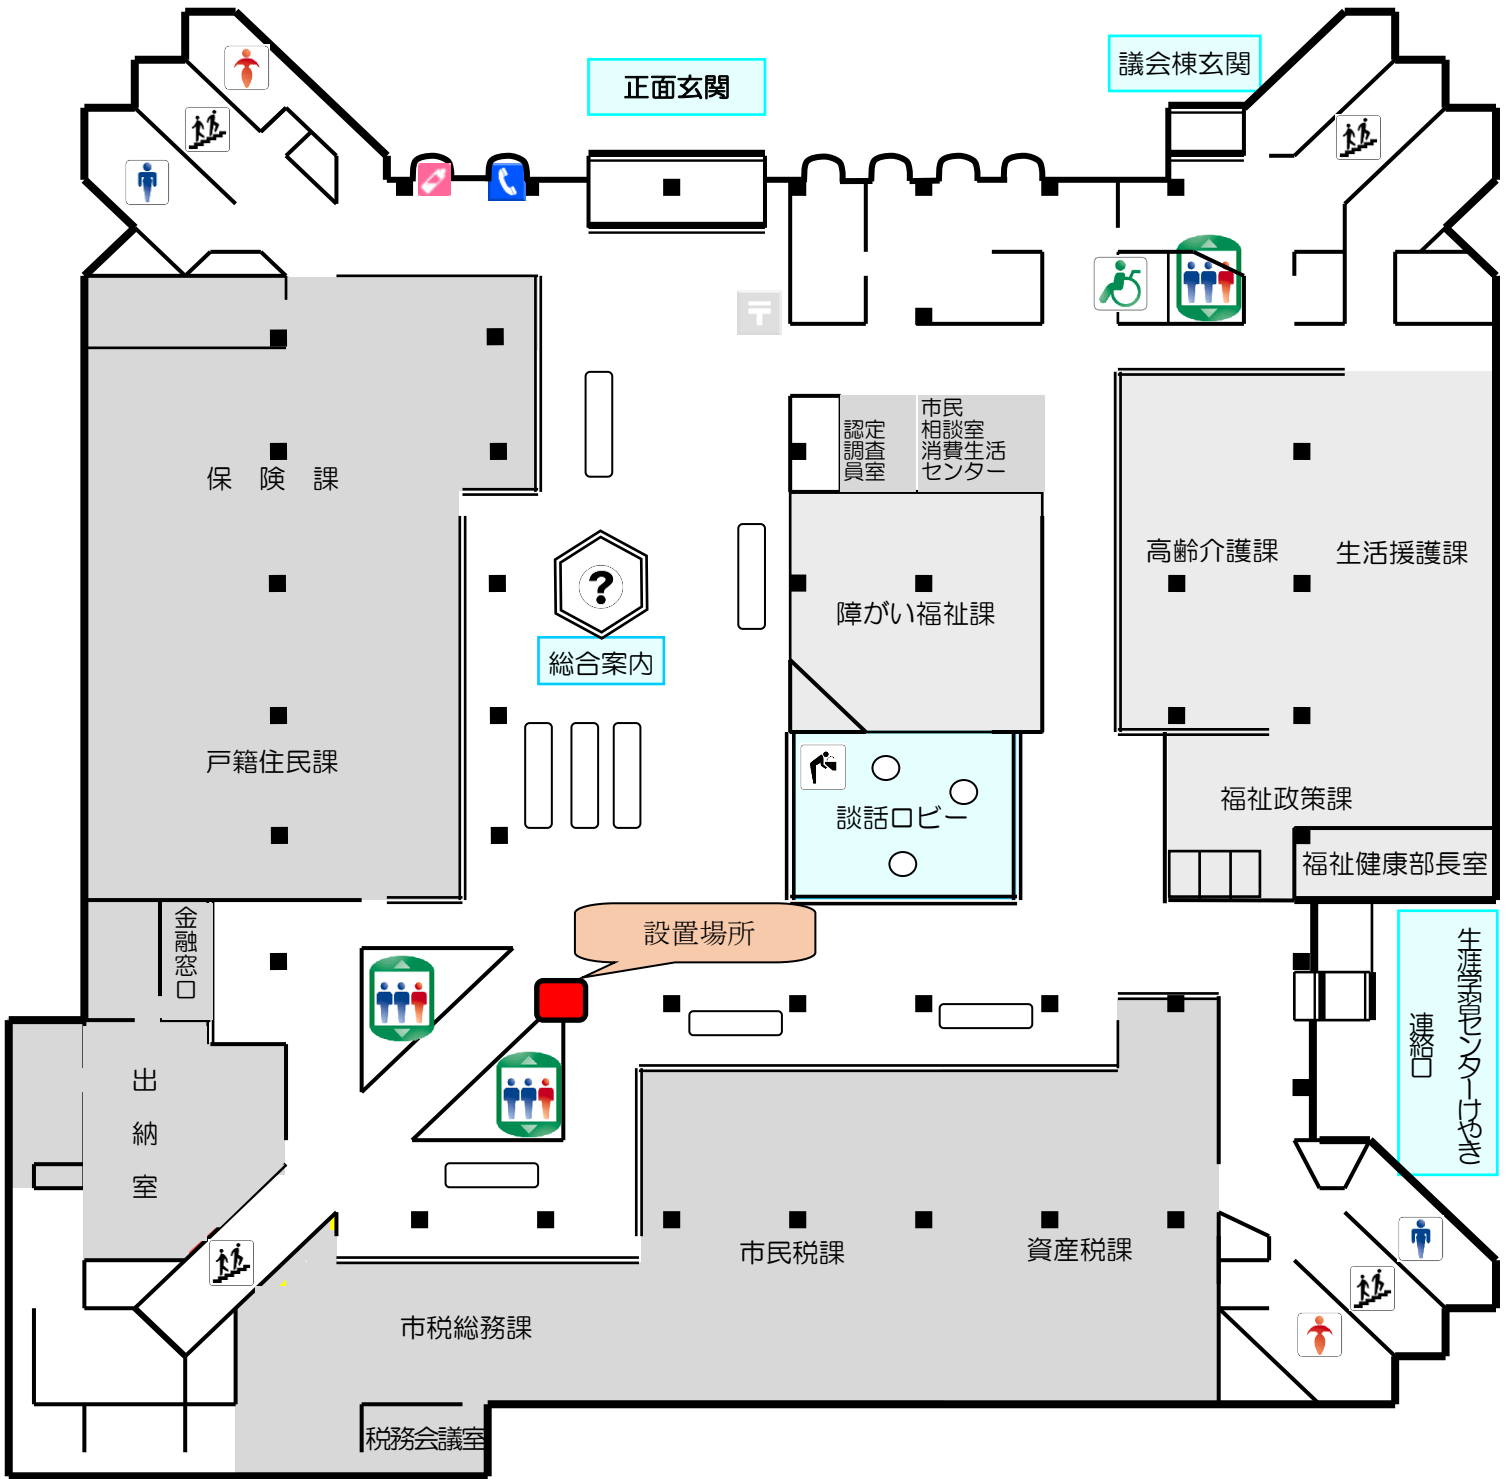 議会棟玄関
正面玄関
〒
市民
相談室
消費生活
センター
認定
調査
員室
保 険 課
高齢介護課
生活援護課
?
障がい福祉課
総合案内
戸籍住民課
福祉政策課
談話ロビー
福祉健康部長室
金融窓口
設置場所
生涯学習センターけやき
連絡口
出納室
市民税課
資産税課
市税総務課
税務会議室